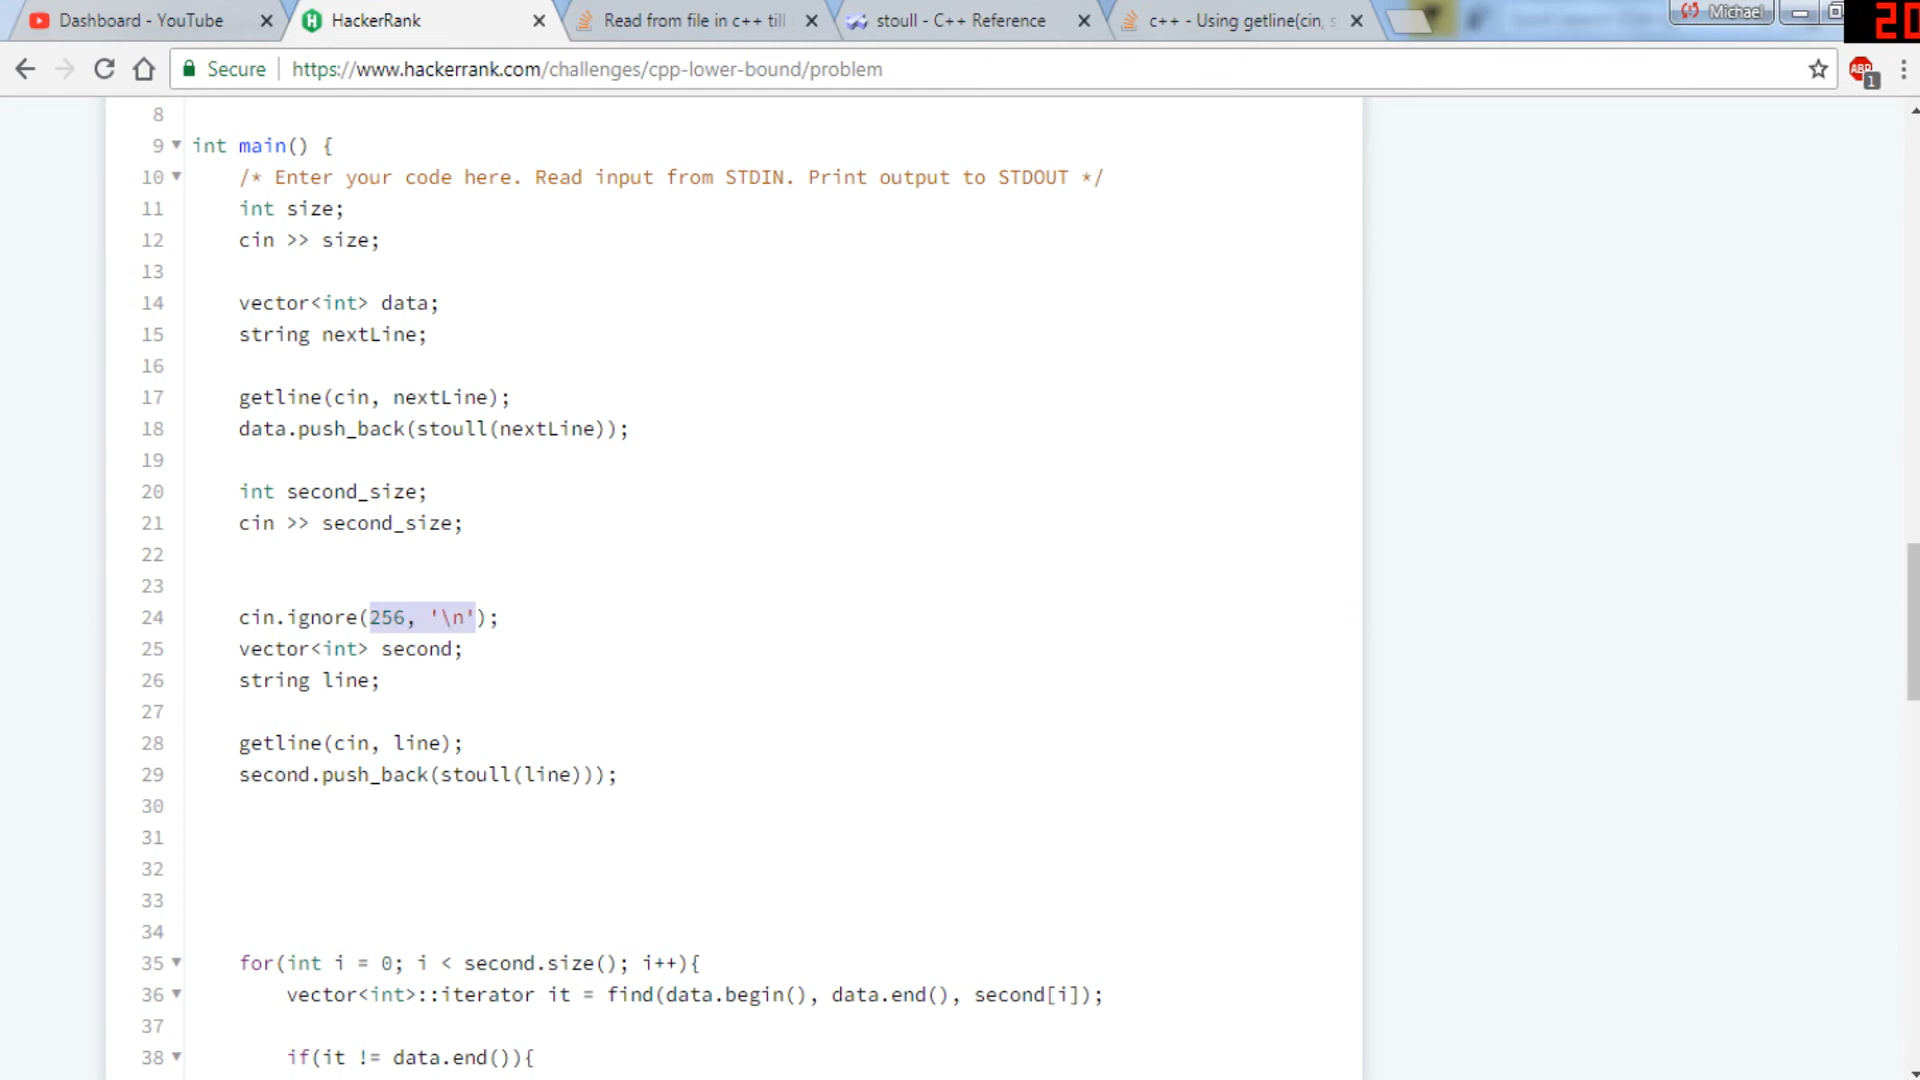 Dashboard - YouTube
HackerRank
Read from file in c++ till
stoull - C++ Reference
c++ - Using getline(cin, s
Michael
20
Secure
https://www.hackerrank.com/challenges/cpp-lower-bound/problem
ABP
1
8
9 int main() {
10 /* Enter your code here. Read input from STDIN. Print output to STDOUT */
11 int size;
12 cin >> size;
13
14 vector<int> data;
15 string nextLine;
16
17 getline(cin, nextLine);
18 data.push_back(stoull(nextLine));
19
20 int second_size;
21 cin >> second_size;
22
23
24 cin.ignore(256, '\n');
25 vector<int> second;
26 string line;
27
28 getline(cin, line);
29 second.push_back(stoull(line)));
30
31
32
33
34
35 for(int i = 0; i < second.size(); i++){
36 vector<int>::iterator it = find(data.begin(), data.end(), second[i]);
37
38 if(it != data.end()){